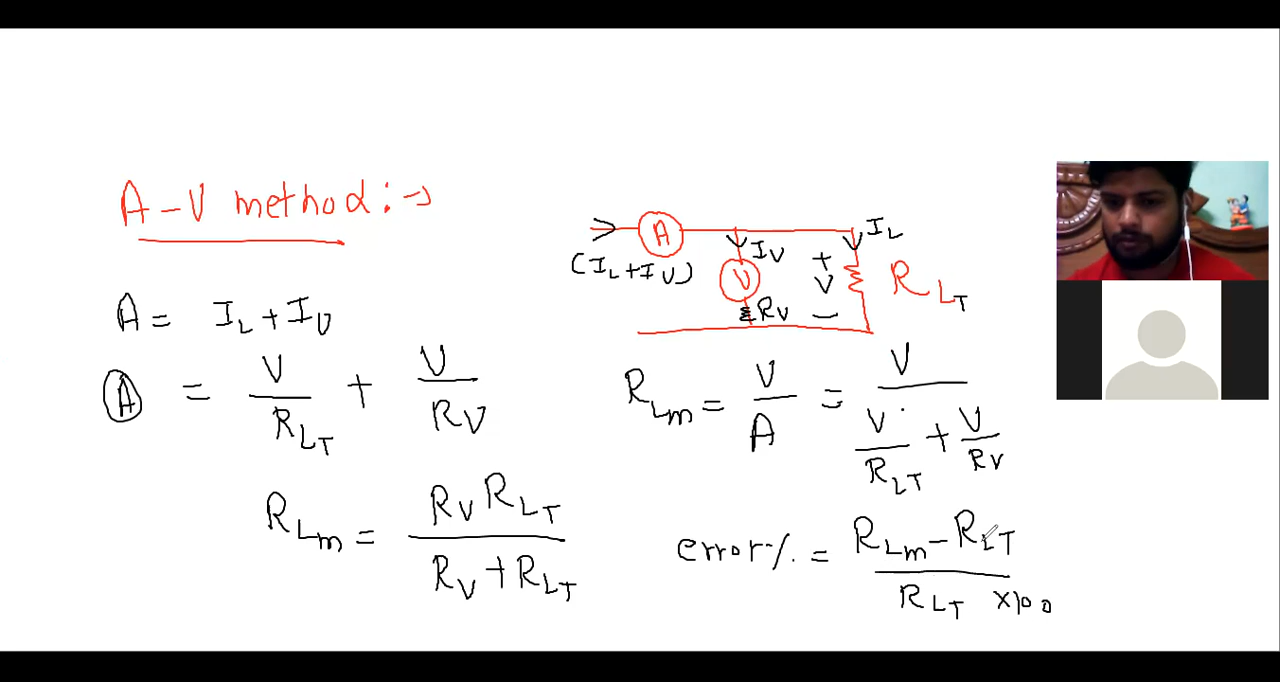 A-V method :→
A
I_L
(I_L+I_V)
I_V
V
+
V
−
R_V
R_LT
A = I_L + I_V
A = V/R_LT + V/R_V
R_Lm = V/A = V/(V/R_LT + V/R_V)
R_Lm = R_V R_LT/(R_V + R_LT)
error% = (R_Lm − R_LT)/R_LT ×100